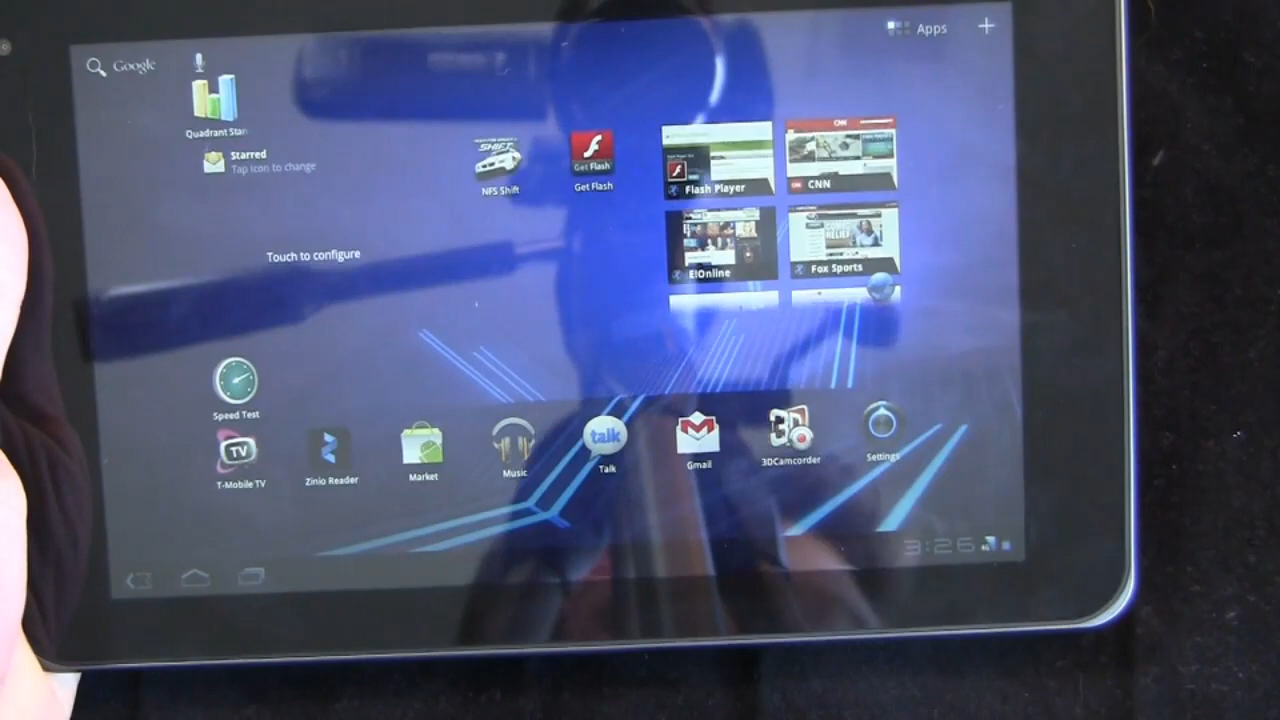 Google
Apps
Quadrant Stan
Starred
Tap icon to change
SHIFT
NFS Shift
Get Flash
Get Flash
Flash Player
CNN
CNN
E!Online
Fox Sports
Touch to configure
Speed Test
TV
T-Mobile TV
Zinio Reader
Market
Music
talk
Talk
Gmail
3D
3DCamcorder
Settings
3:26